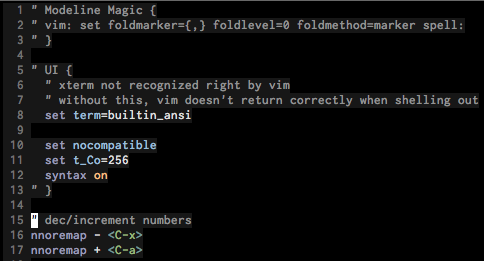 1 " Modeline Magic {
2 " vim: set foldmarker={,} foldlevel=0 foldmethod=marker spell:
3 " }
4
5 " UI {
6 " xterm not recognized right by vim
7 " without this, vim doesn't return correctly when shelling out
8 set term=builtin_ansi
9
10 set nocompatible
11 set t_Co=256
12 syntax on
13 " }
14
15 " dec/increment numbers
16 nnoremap - <C-x>
17 nnoremap + <C-a>